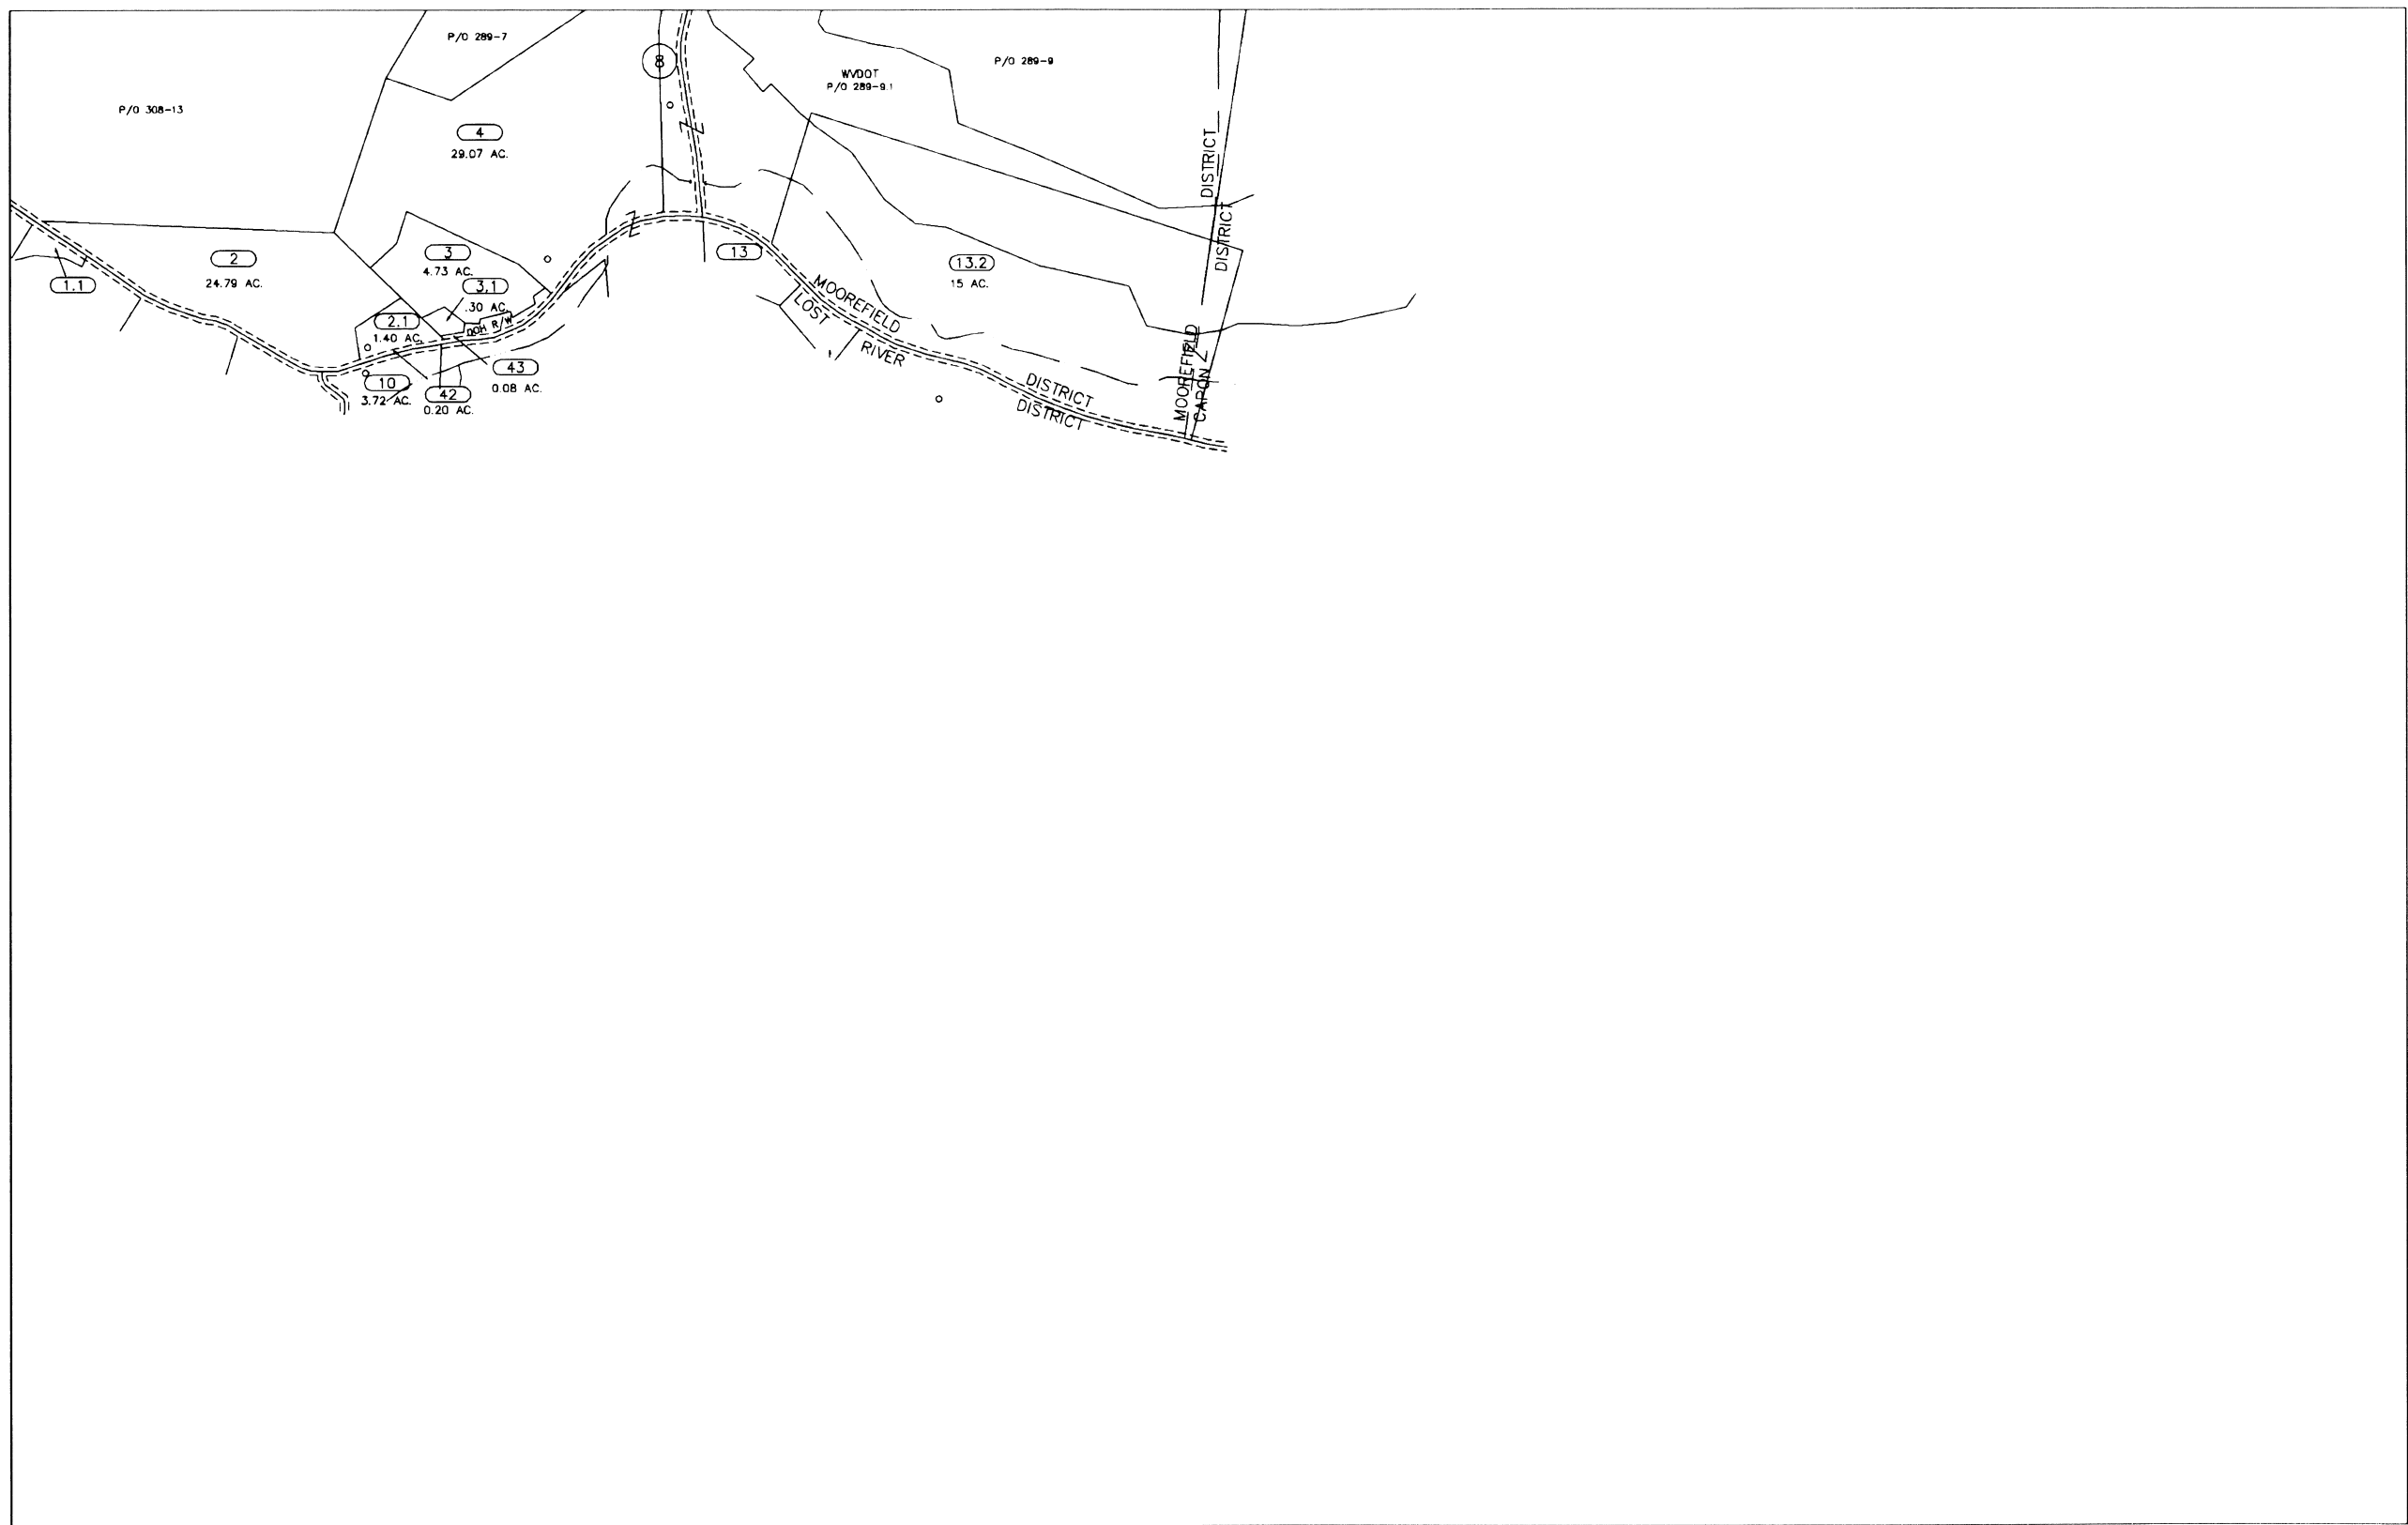 P/O 289-7
8
P/O 289-9
WVDOT
P/O 289-9.1
P/O 308-13
4
29.07 AC.
DISTRICT
DISTRICT
3
4.73 AC.
2
24.79 AC.
13
13.2
15 AC.
1.1
3.1
.30 AC.
MOOREFIELD
LOST
RIVER
2.1
1.40 AC.
DOH R/W
MOOREFIELD
CAPON
43
0.08 AC.
10
3.72 AC.
42
0.20 AC.
DISTRICT
DISTRICT